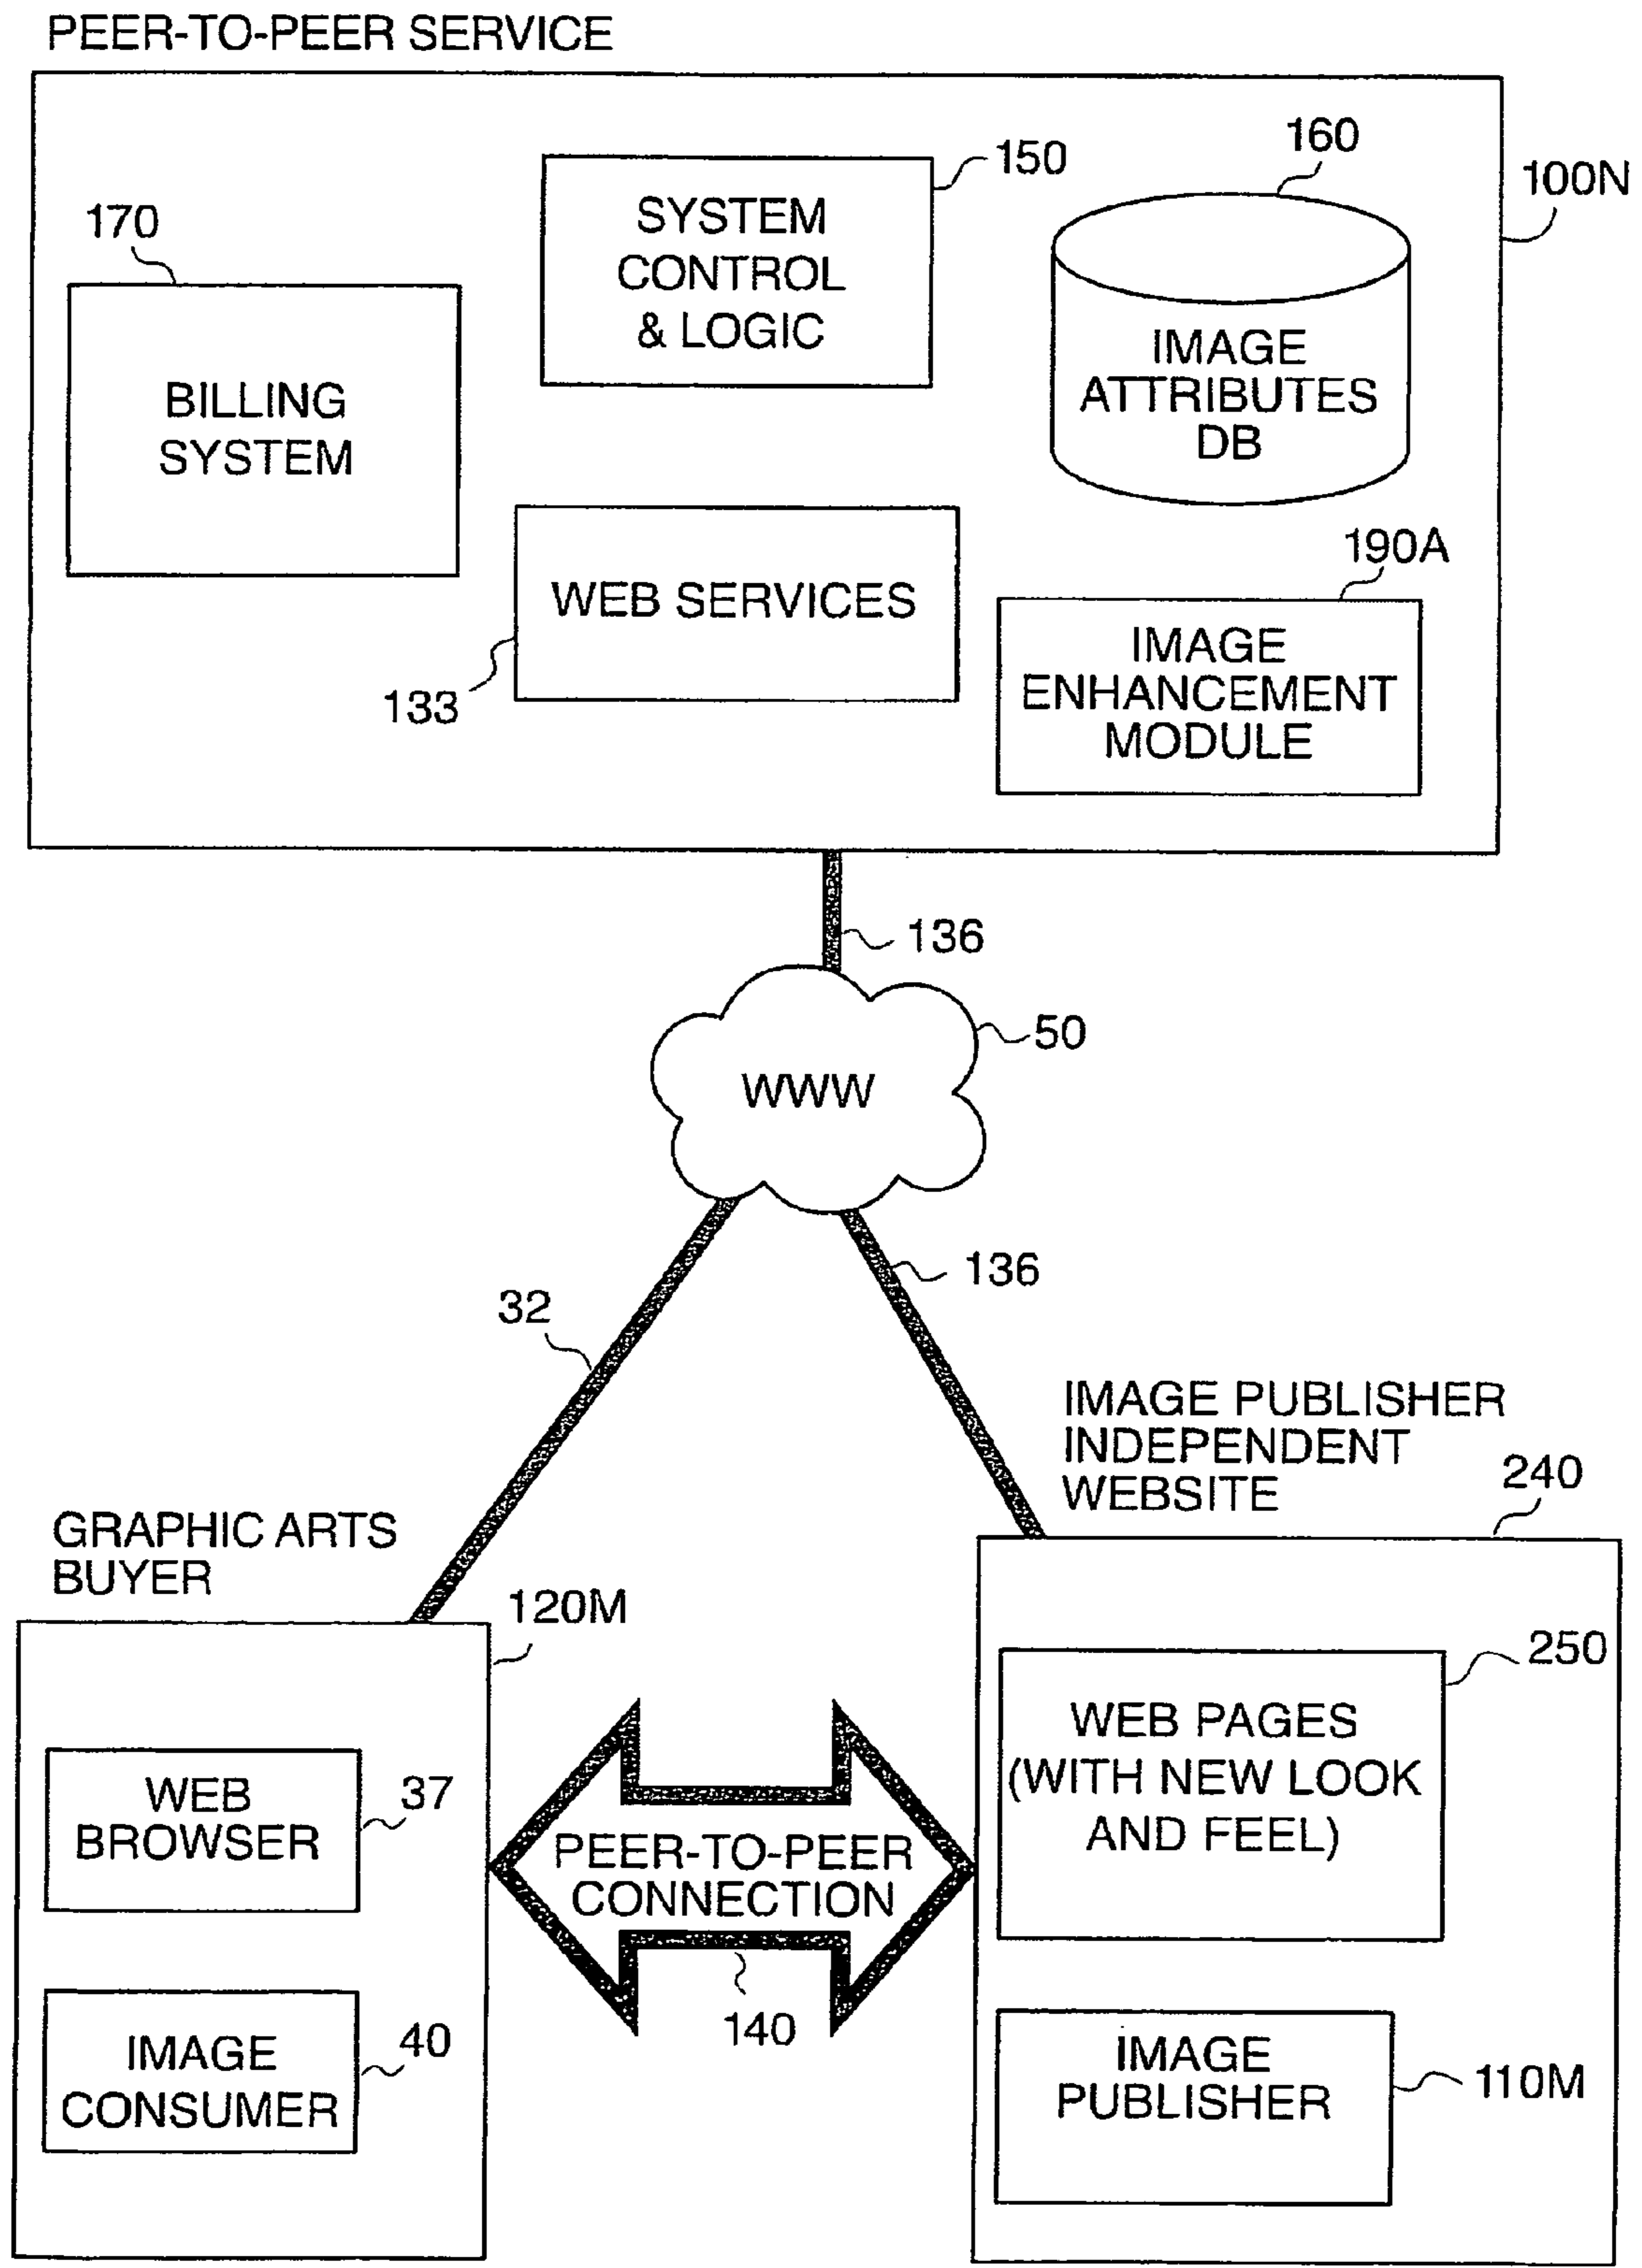 PEER-TO-PEER SERVICE
150
160
100N
170
SYSTEM
CONTROL
& LOGIC
IMAGE
ATTRIBUTES
DB
BILLING
SYSTEM
190A
WEB SERVICES
133
IMAGE
ENHANCEMENT
MODULE
136
50
WWW
136
32
IMAGE PUBLISHER
INDEPENDENT
WEBSITE
240
GRAPHIC ARTS
BUYER
120M
250
WEB PAGES
(WITH NEW LOOK
AND FEEL)
WEB
BROWSER
37
PEER-TO-PEER
CONNECTION
140
IMAGE
CONSUMER
40
IMAGE
PUBLISHER
110M